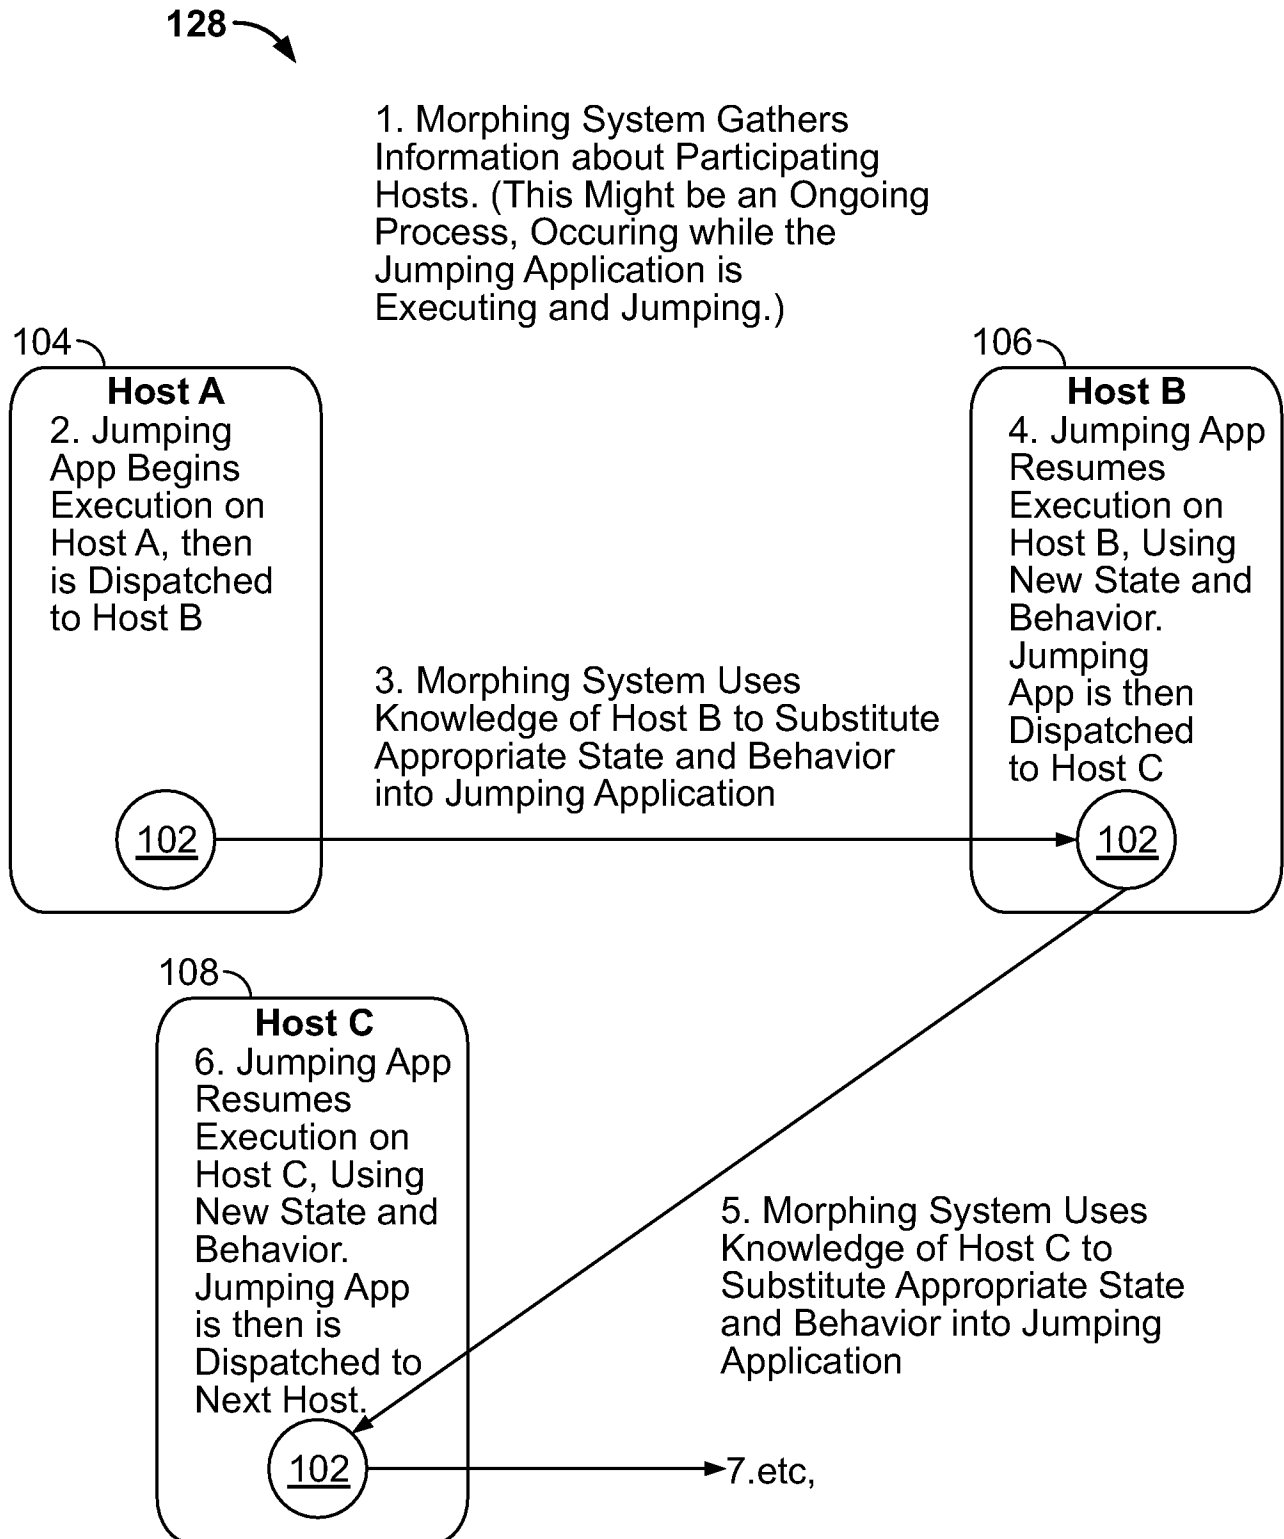 128
1. Morphing System Gathers
Information about Participating
Hosts. (This Might be an Ongoing
Process, Occuring while the
Jumping Application is
Executing and Jumping.)
104
Host A
2. Jumping
App Begins
Execution on
Host A, then
is Dispatched
to Host B
102
3. Morphing System Uses
Knowledge of Host B to Substitute
Appropriate State and Behavior
into Jumping Application
106
Host B
4. Jumping App
Resumes
Execution on
Host B, Using
New State and
Behavior.
Jumping
App is then
Dispatched
to Host C
102
5. Morphing System Uses
Knowledge of Host C to
Substitute Appropriate State
and Behavior into Jumping
Application
108
Host C
6. Jumping App
Resumes
Execution on
Host C, Using
New State and
Behavior.
Jumping App
is then is
Dispatched to
Next Host.
102
7.etc,